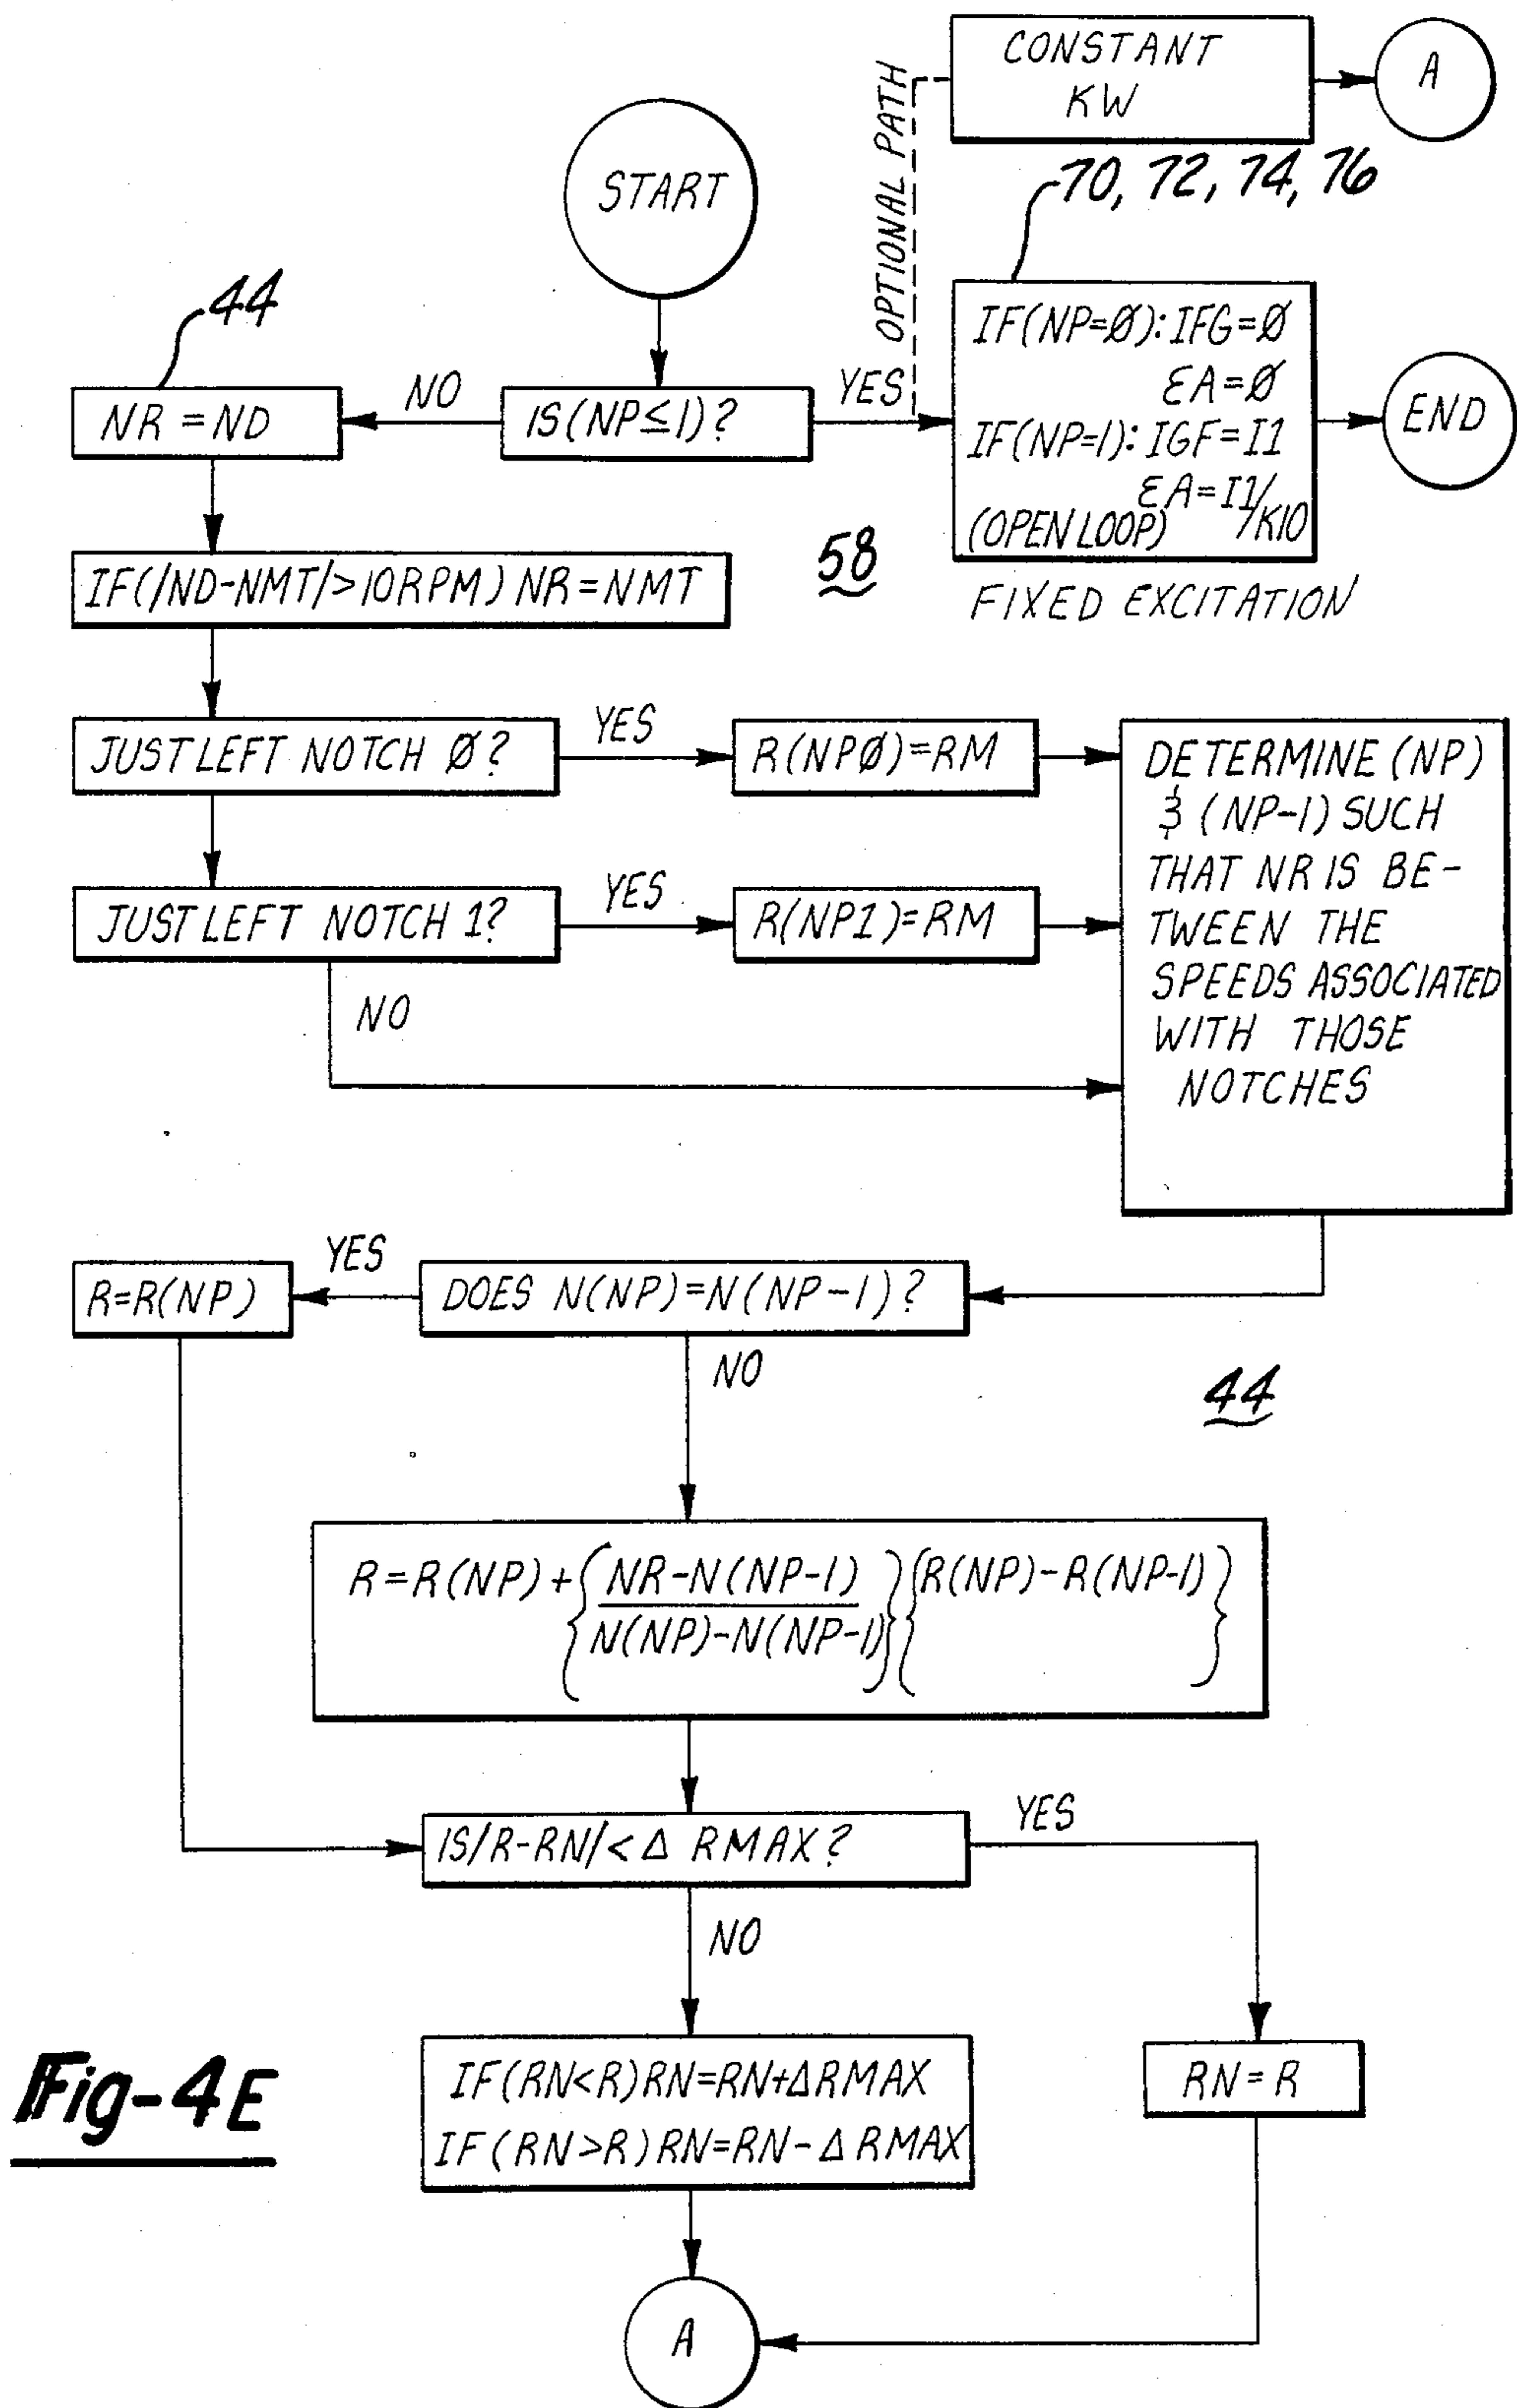 CONSTANT
KW
A
OPTIONAL PATH
70, 72, 74, 76
START
44
NR = ND
NO
IS (NP≤1)?
YES
IF(NP=Ø): IFG=Ø
εA=Ø
IF(NP=1): IGF=I1
εA=I1/
(OPEN LOOP) /K10
END
FIXED EXCITATION
58
IF(/ND-NMT/>10RPM) NR=NMT
JUST LEFT NOTCH Ø?
YES
R(NPØ)=RM
DETERMINE (NP)
& (NP-1) SUCH
THAT NR IS BE-
TWEEN THE
SPEEDS ASSOCIATED
WITH THOSE
NOTCHES
JUST LEFT NOTCH 1?
YES
R(NP1)=RM
NO
R=R(NP)
YES
DOES N(NP)=N(NP-1)?
NO
44
R=R(NP)+{NR-N(NP-1)}{R(NP)-R(NP-1)}
N(NP)-N(NP-1)
IS/R-RN/<Δ RMAX?
YES
NO
IF(RN<R)RN=RN+ΔRMAX
IF(RN>R)RN=RN-ΔRMAX
RN=R
Fig-4E
A